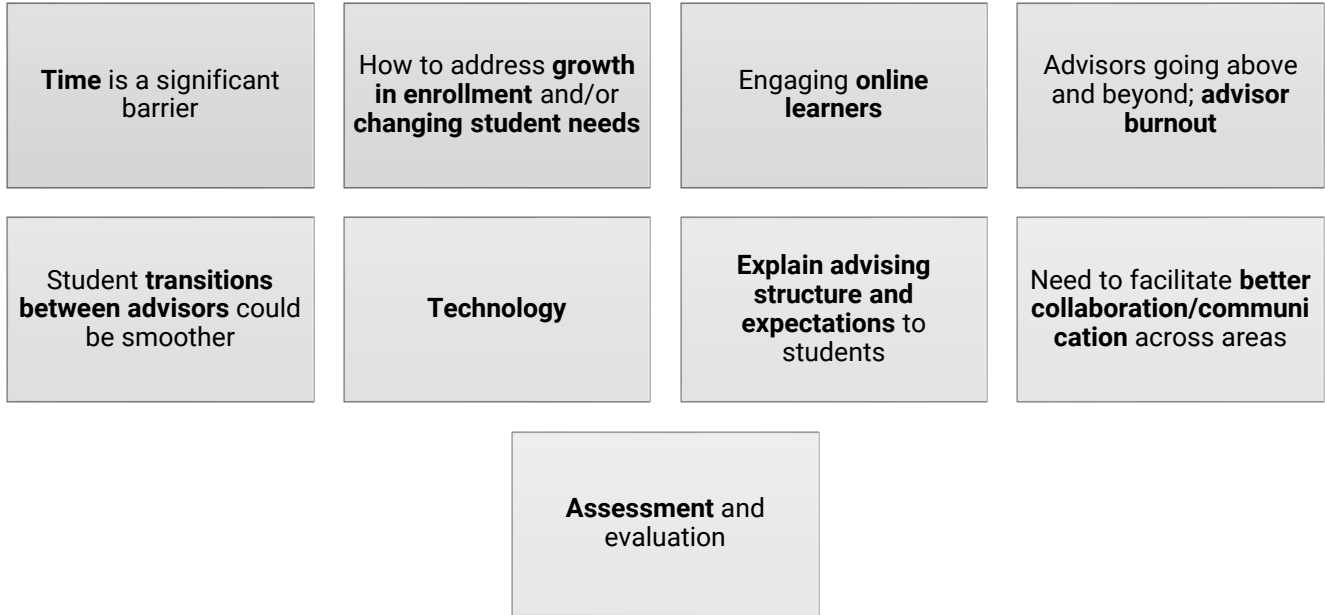 Time is a significant
barrier
How to address growth
in enrollment and/or
changing student needs
Engaging online
learners
Advisors going above
and beyond; advisor
burnout
Student transitions
between advisors could
be smoother
Technology
Explain advising
structure and
expectations to
students
Need to facilitate better
collaboration/communi
cation across areas
Assessment and
evaluation